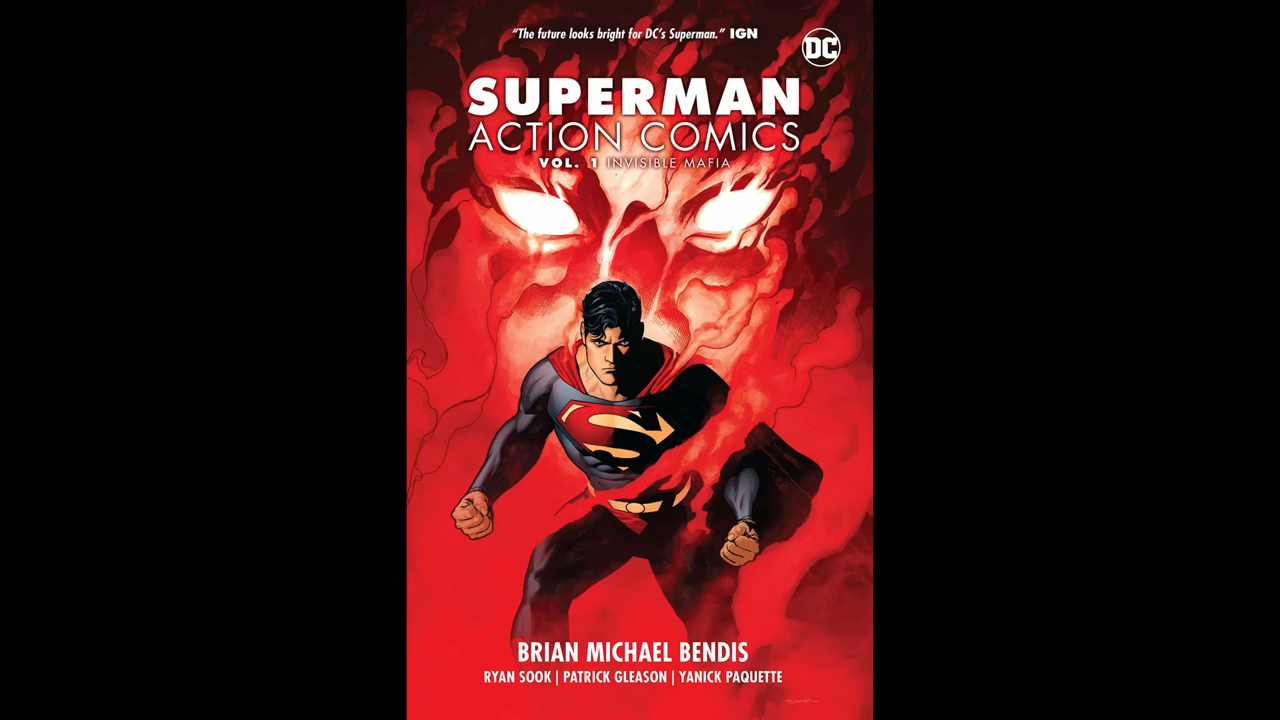 “The future looks bright for DC’s Superman.” IGN
DC
SUPERMAN
ACTION COMICS
VOL. 1 INVISIBLE MAFIA
BRIAN MICHAEL BENDIS
RYAN SOOK | PATRICK GLEASON | YANICK PAQUETTE